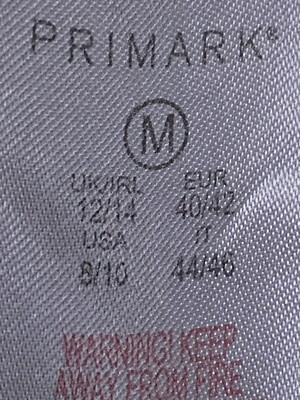 PRIMARK®
M
UK/IRL EUR
12/14 40/42
USA IT
8/10 44/46
WARNING! KEEP
AWAY FROM FIRE